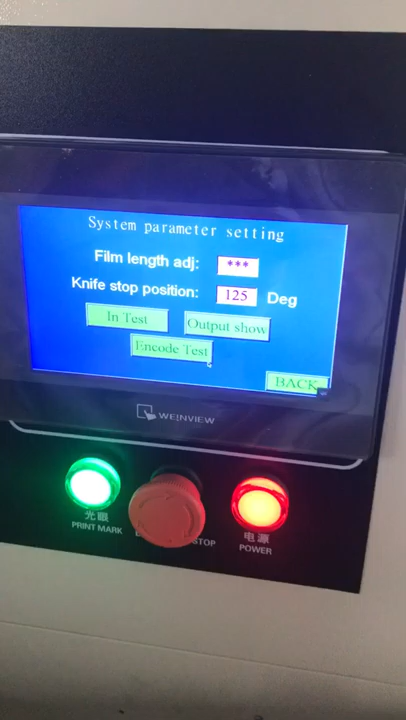 System parameter setting
Film length adj: ***
Knife stop position: 125 Deg
In Test Output show
Encode Test
BACK
WEINVIEW
光眼
PRINT MARK
STOP
电源
POWER